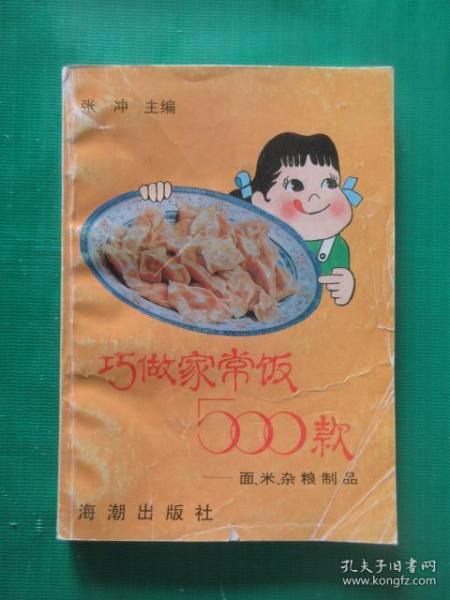 张 冲 主编
巧做家常饭
500款
——面、米、杂粮制品
海潮出版社
孔夫子旧书网
www.kongfz.com